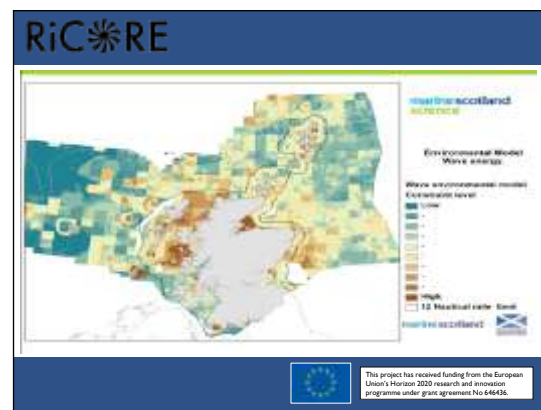 RiCORE
marinescotland
science
Environmental Model
Wave energy
Wave environmental model
Constraint level
Low
High
12 Nautical mile limit
marinescotland
This project has received funding from the European
Union's Horizon 2020 research and innovation
programme under grant agreement No 646436.